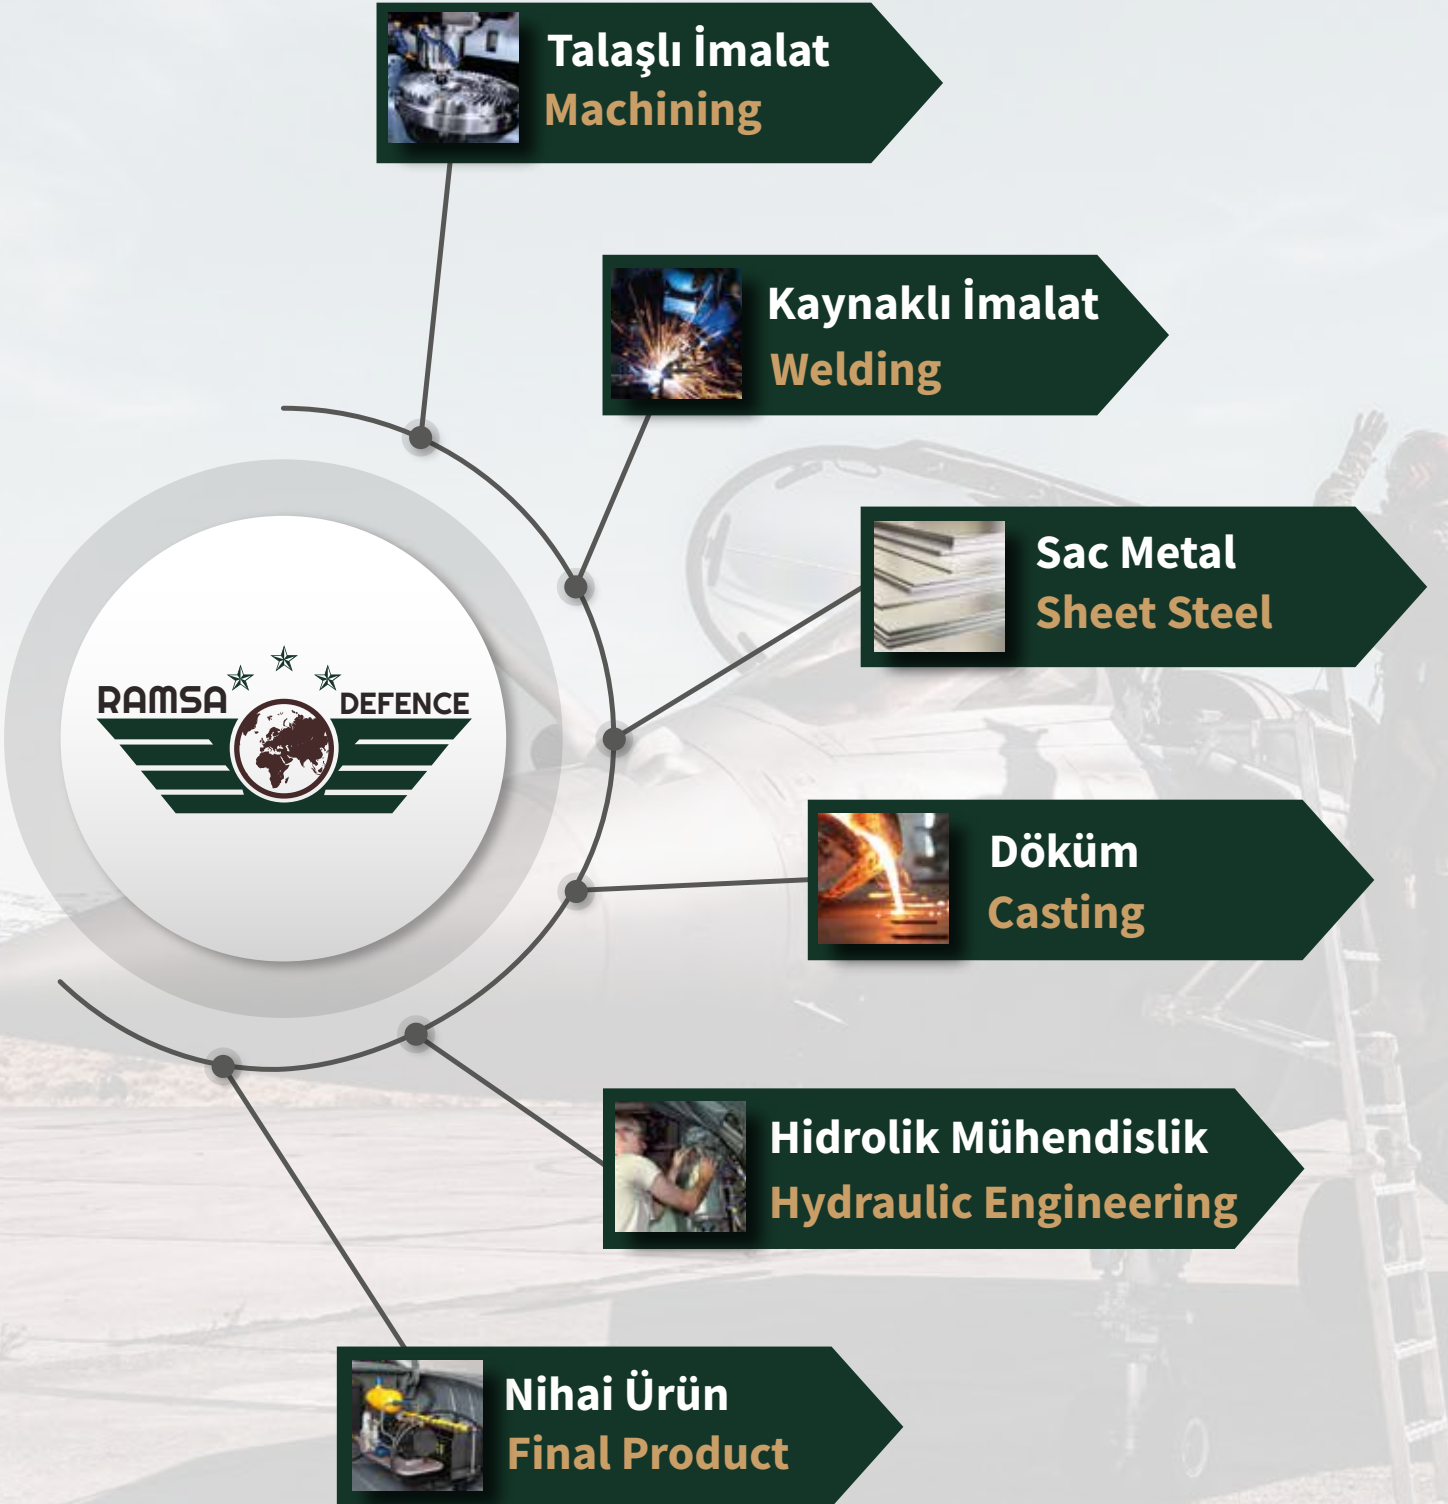 Talaşlı İmalat
Machining
Kaynaklı İmalat
Welding
Sac Metal
Sheet Steel
RAMSA DEFENCE
Döküm
Casting
Hidrolik Mühendislik
Hydraulic Engineering
Nihai Ürün
Final Product